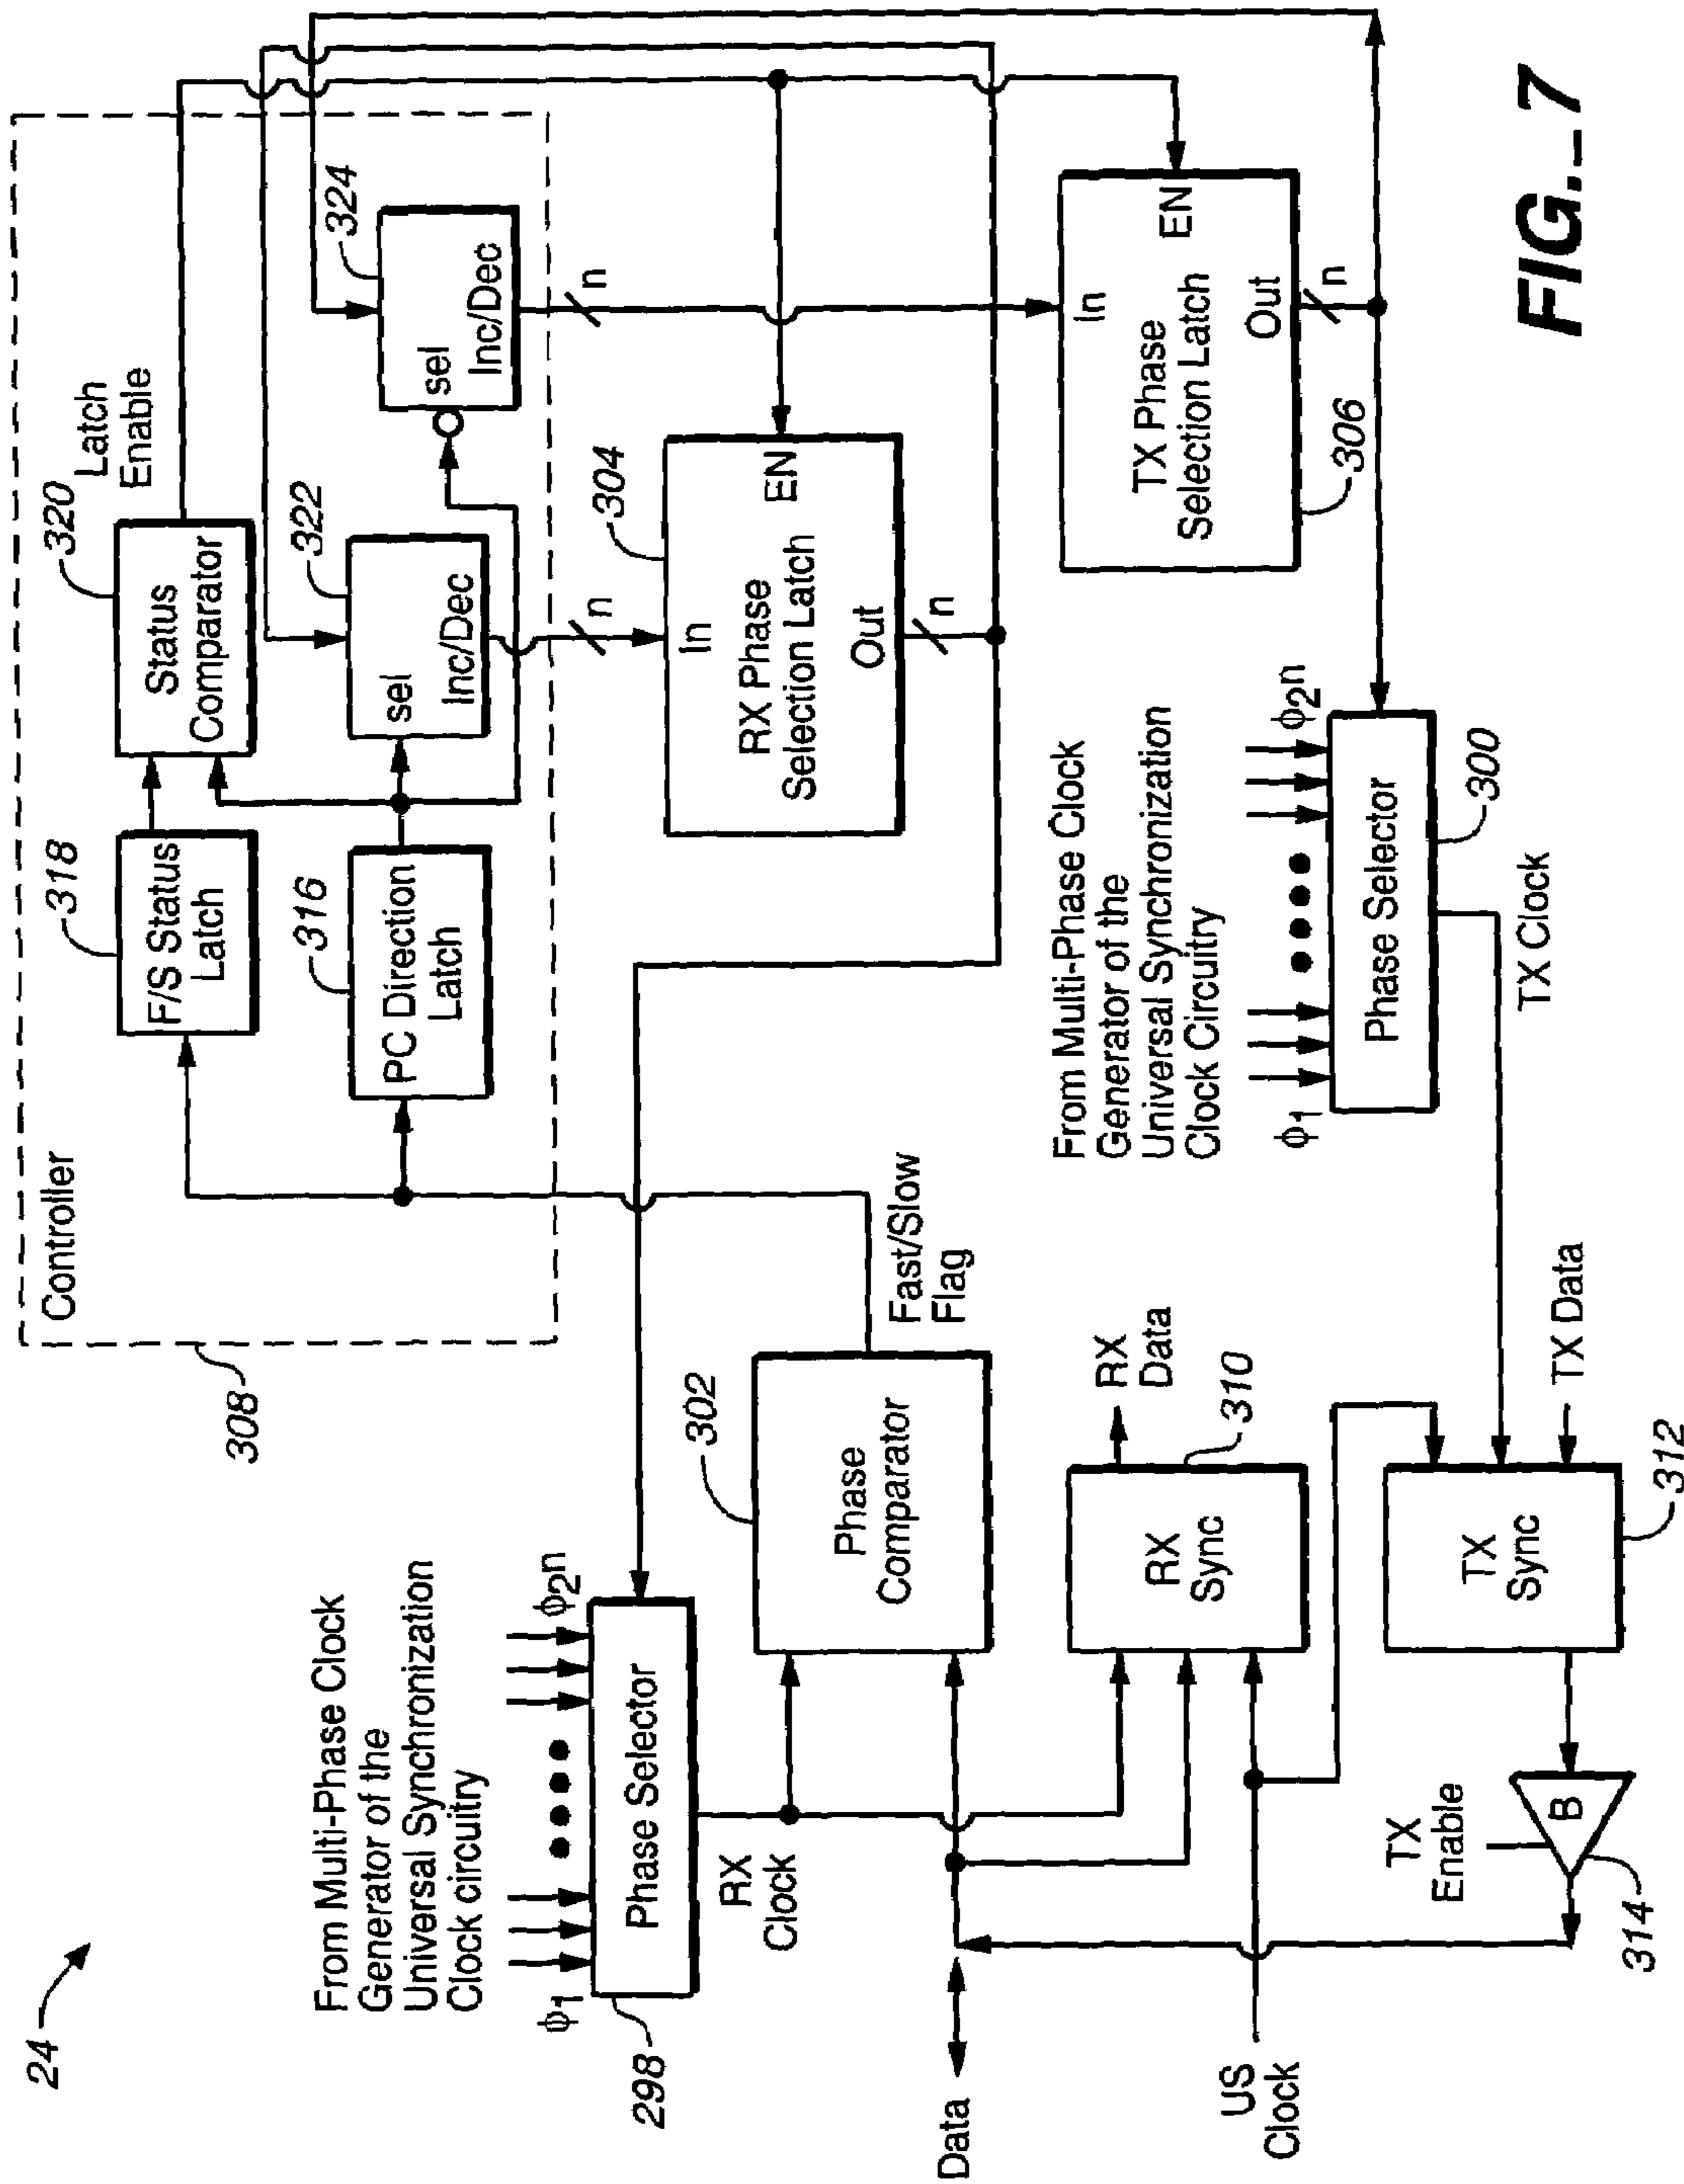 24
Controller
308
318
F/S Status
Latch
316
PC Direction
Latch
320
Status
Comparator
Latch
Enable
322
sel
Inc/Dec
324
sel
Inc/Dec
n
n
From Multi-Phase Clock
Generator of the
Universal Synchronization
Clock circuitry
ϕ1
ϕ2n
Phase Selector
298
RX
Clock
302
Phase
Comparator
Fast/Slow
Flag
304
In
RX Phase
Selection Latch
EN
Out
n
In
TX Phase
Selection Latch
EN
Out
n
306
From Multi-Phase Clock
Generator of the
Universal Synchronization
Clock Circuitry
ϕ1
ϕ2n
Phase Selector
300
TX Clock
Data
US
Clock
RX
Sync
310
RX
Data
TX
Sync
312
TX Data
TX
Enable
B
314
FIG._7